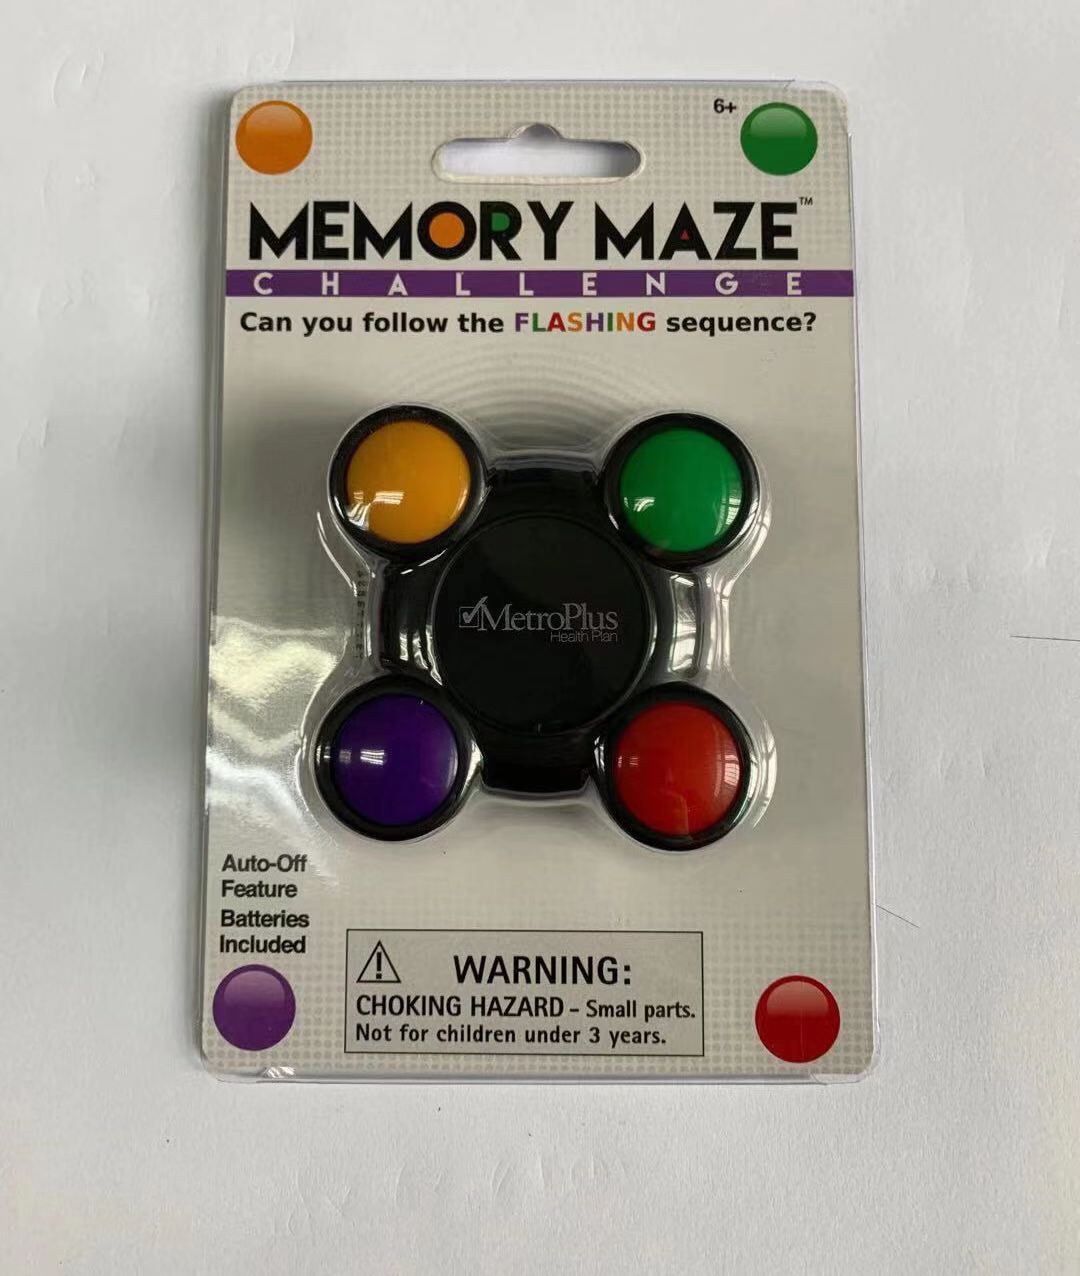 6+
MEMORY MAZE™
CHALLENGE
Can you follow the FLASHING sequence?
MetroPlus
Health Plan
Auto-Off
Feature
Batteries
Included
WARNING:
CHOKING HAZARD – Small parts.
Not for children under 3 years.